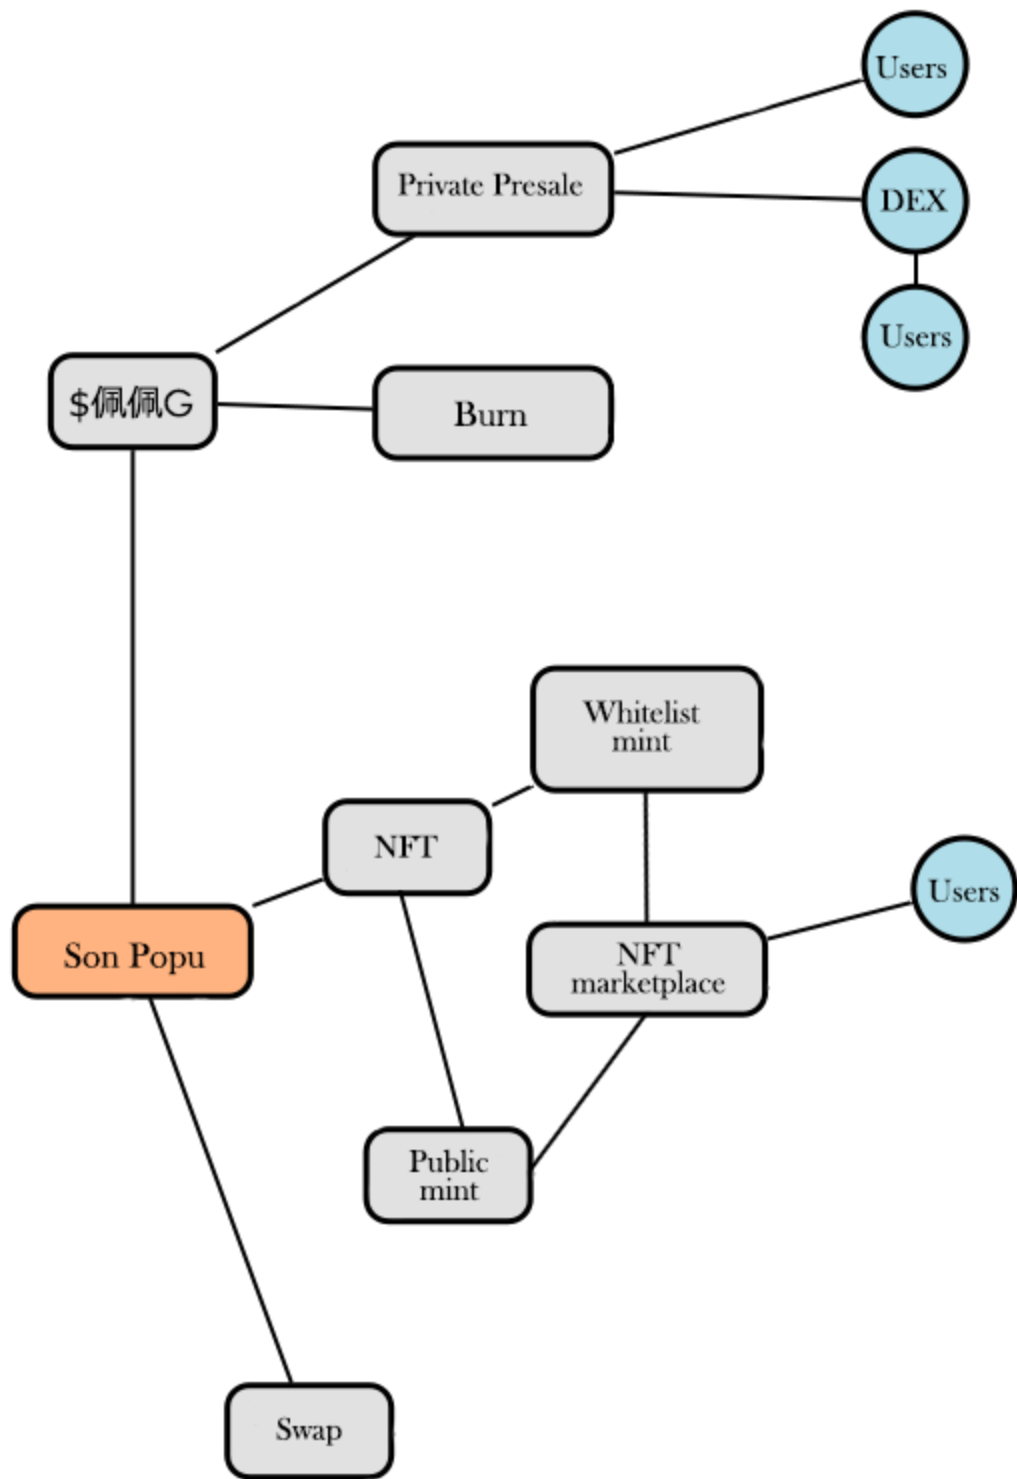 Users
Private Presale
DEX
Users
$佩佩G
Burn
Whitelist
mint
NFT
Users
Son Popu
NFT
marketplace
Public
mint
Swap